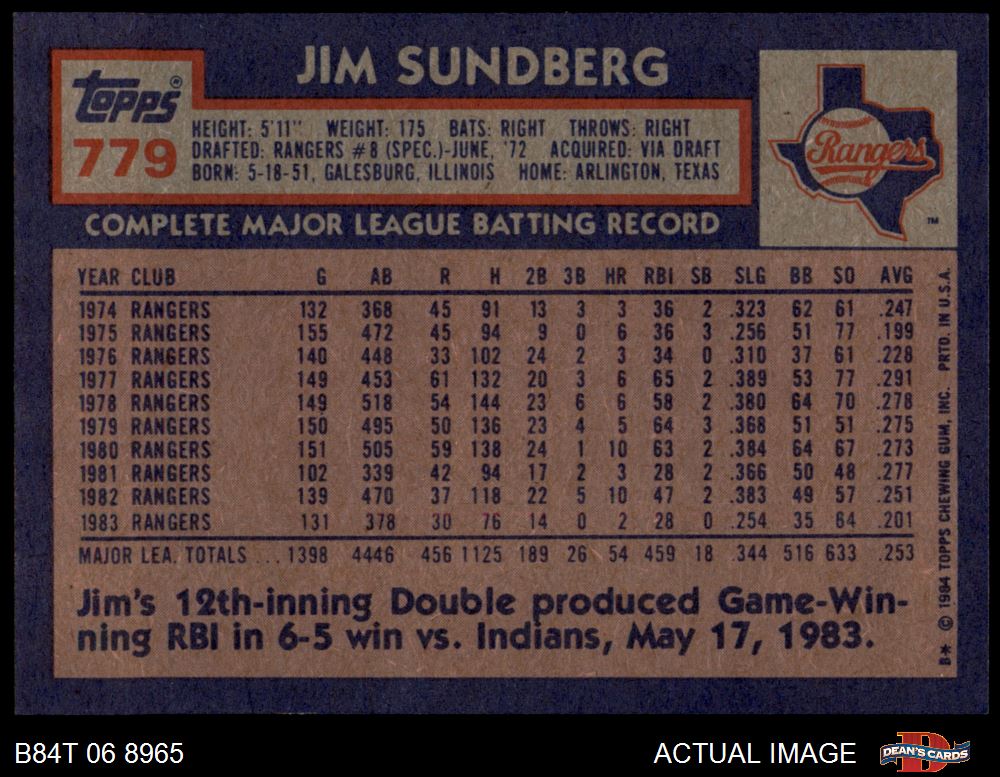 JIM SUNDBERG
Topps®
779
HEIGHT: 5'11" WEIGHT: 175 BATS: RIGHT THROWS: RIGHT
DRAFTED: RANGERS #8 (SPEC.)-JUNE, '72 ACQUIRED: VIA DRAFT
BORN: 5-18-51, GALESBURG, ILLINOIS HOME: ARLINGTON, TEXAS
Rangers
TM
COMPLETE MAJOR LEAGUE BATTING RECORD
YEAR CLUB G AB R H 2B 3B HR RBI SB SLG BB SO AVG
1974 RANGERS 132 368 45 91 13 3 3 36 2 .323 62 61 .247
1975 RANGERS 155 472 45 94 9 0 6 36 3 .256 51 77 .199
1976 RANGERS 140 448 33 102 24 2 3 34 0 .310 37 61 .228
1977 RANGERS 149 453 61 132 20 3 6 65 2 .389 53 77 .291
1978 RANGERS 149 518 54 144 23 6 6 58 2 .380 64 70 .278
1979 RANGERS 150 495 50 136 23 4 5 64 3 .368 51 51 .275
1980 RANGERS 151 505 59 138 24 1 10 63 2 .384 64 67 .273
1981 RANGERS 102 339 42 94 17 2 3 28 2 .366 50 48 .277
1982 RANGERS 139 470 37 118 22 5 10 47 2 .383 49 57 .251
1983 RANGERS 131 378 30 76 14 0 2 28 0 .254 35 64 .201
MAJOR LEA. TOTALS ... 1398 4446 456 1125 189 26 54 459 18 .344 516 633 .253
Jim's 12th-inning Double produced Game-Win-
ning RBI in 6-5 win vs. Indians, May 17, 1983.
B* © 1984 TOPPS CHEWING GUM, INC. PRTD. IN U.S.A.
B84T 06 8965
ACTUAL IMAGE
DEAN'S CARDS